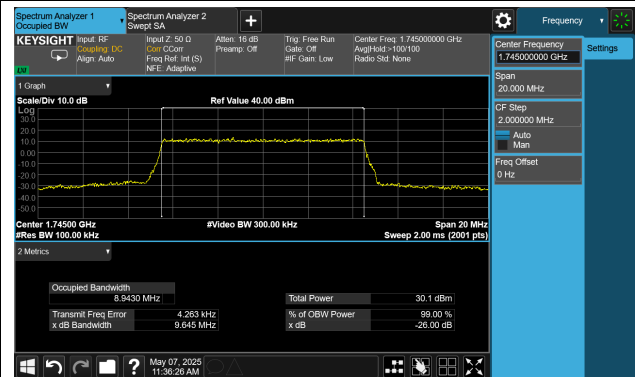 Spectrum Analyzer 1
Occupied BW
Spectrum Analyzer 2
Swept SA
Frequency
KEYSIGHT
Input: RF
Coupling: DC
Align: Auto
Input Z: 50 Ω
Corr CCorr
Freq Ref: Int (S)
NFE: Adaptive
Atten: 16 dB
Preamp: Off
Trig: Free Run
Gate: Off
#IF Gain: Low
Center Freq: 1.745000000 GHz
Avg|Hold:>100/100
Radio Std: None
Center Frequency
1.745000000 GHz
Settings
Span
20.000 MHz
CF Step
2.000000 MHz
Auto
Man
Freq Offset
0 Hz
1 Graph
Scale/Div 10.0 dB
Ref Value 40.00 dBm
Log
30.0
20.0
10.0
0.0
-10.0
-20.0
-30.0
-40.0
-50.0
Center 1.74500 GHz
#Video BW 300.00 kHz
Span 20 MHz
#Res BW 100.00 kHz
Sweep 2.00 ms (2001 pts)
2 Metrics
Occupied Bandwidth
8.9430 MHz
Total Power
30.1 dBm
Transmit Freq Error
4.263 kHz
% of OBW Power
99.00 %
x dB Bandwidth
9.645 MHz
x dB
-26.00 dB
?
May 07, 2025
11:36:26 AM